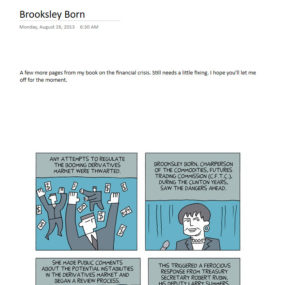 Brooksley Born
Monday, August 26, 2013 6:30 AM
A few more pages from my book on the financial crisis. Still needs a little fixing. I hope you'll let me
off for the moment.
ANY ATTEMPTS TO REGULATE
THE BOOMING DERIVATIVES
MARKET WERE THWARTED.
BROOKSLEY BORN, CHAIRPERSON
OF THE COMMODITIES, FUTURES
TRADING COMMISSION (C.F.T.C.),
DURING THE CLINTON YEARS,
SAW THE DANGERS AHEAD.
SHE MADE PUBLIC COMMENTS
ABOUT THE POTENTIAL INSTABILITIES
IN THE DERIVATIVES MARKET AND
BEGAN A REVIEW PROCESS.
THIS TRIGGERED A FEROCIOUS
RESPONSE FROM TREASURY
SECRETARY ROBERT RUBIN,
HIS DEPUTY LARRY SUMMERS,